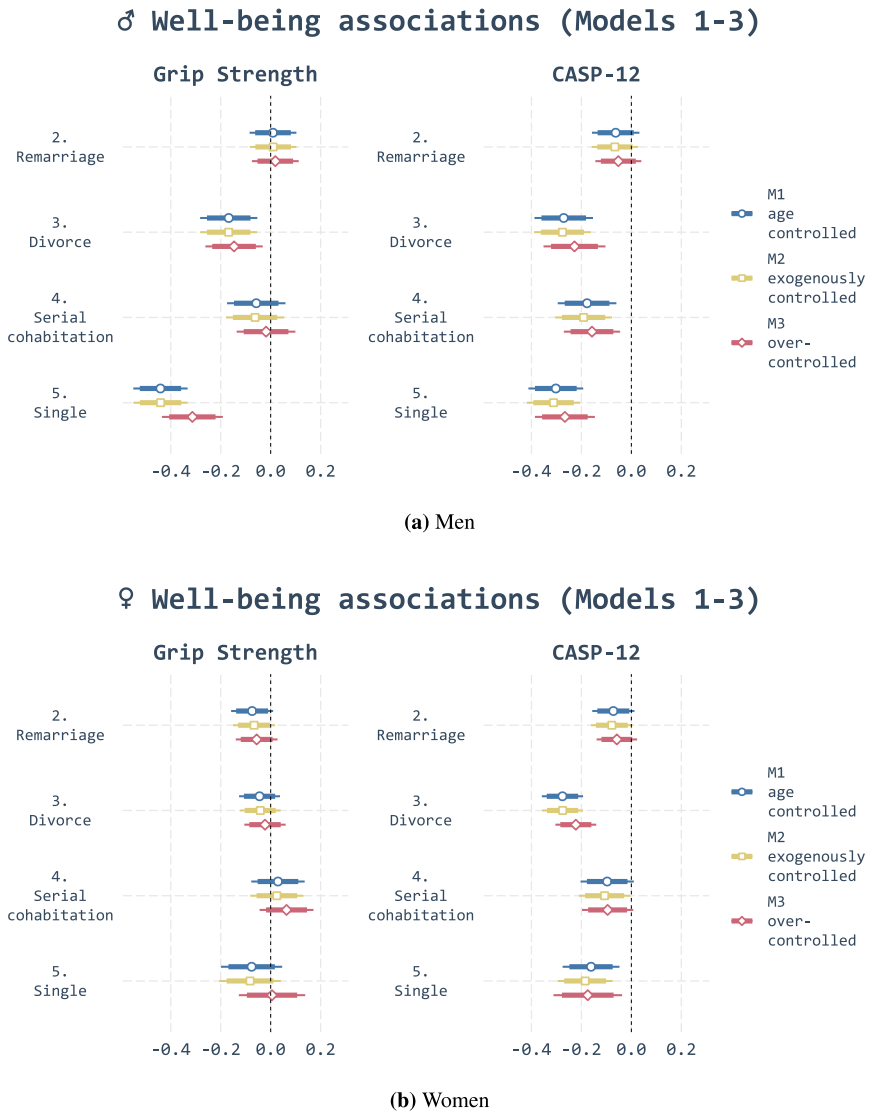 ♂ Well-being associations (Models 1-3)
Grip Strength
CASP-12
2.
Remarriage
3.
Divorce
4.
Serial
cohabitation
5.
Single
-0.4 -0.2 0.0 0.2
2.
Remarriage
3.
Divorce
4.
Serial
cohabitation
5.
Single
-0.4 -0.2 0.0 0.2
M1
age
controlled
M2
exogenously
controlled
M3
over-
controlled
(a) Men
♀ Well-being associations (Models 1-3)
Grip Strength
CASP-12
2.
Remarriage
3.
Divorce
4.
Serial
cohabitation
5.
Single
-0.4 -0.2 0.0 0.2
2.
Remarriage
3.
Divorce
4.
Serial
cohabitation
5.
Single
-0.4 -0.2 0.0 0.2
M1
age
controlled
M2
exogenously
controlled
M3
over-
controlled
(b) Women